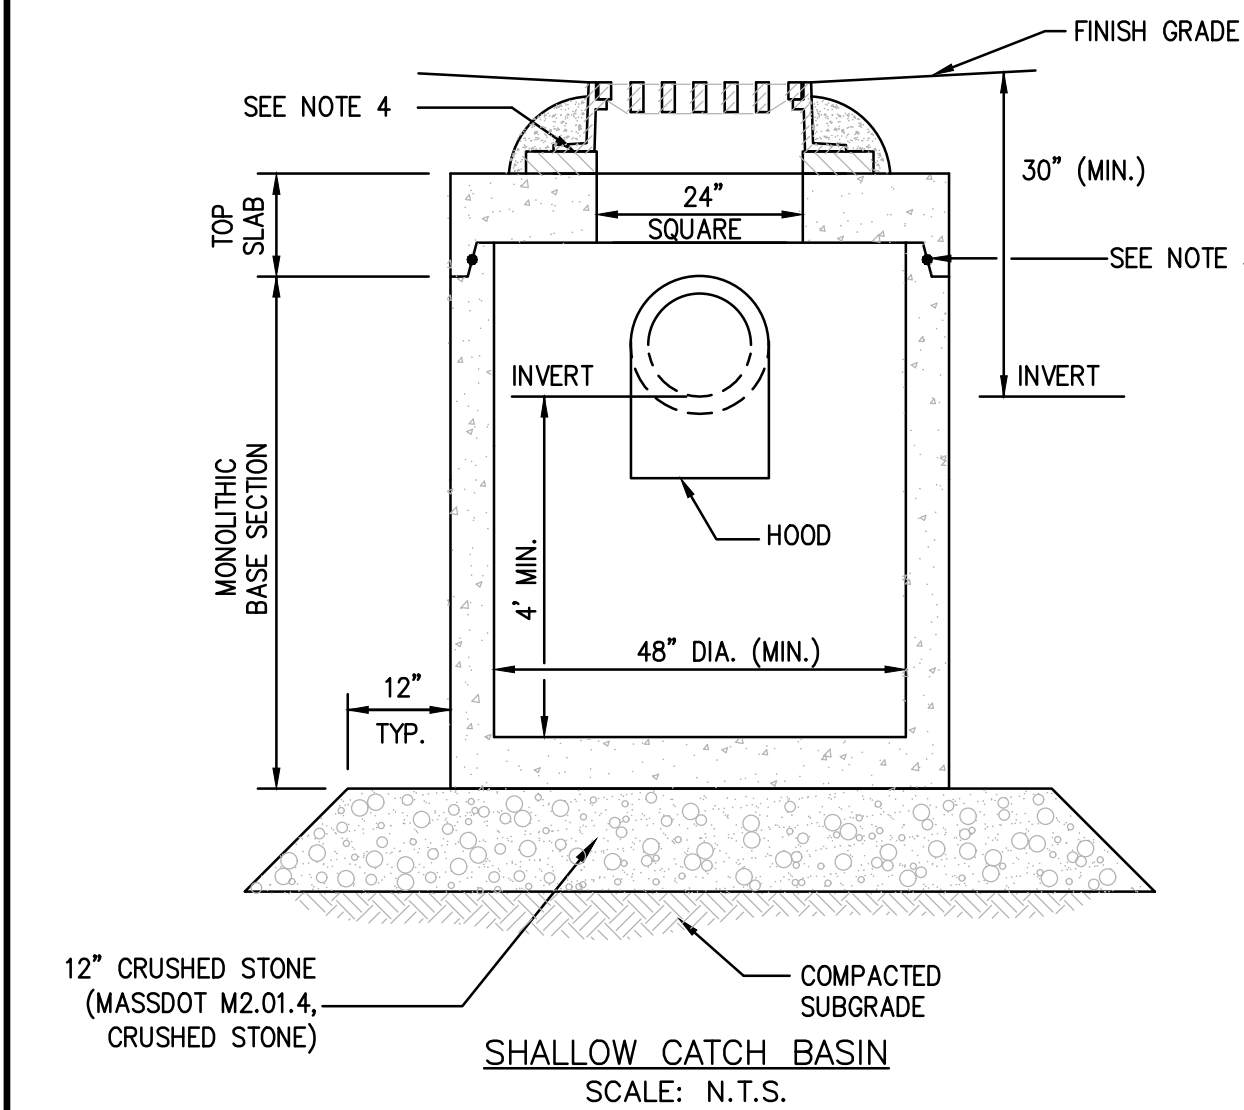 FINISH GRADE
SEE NOTE 4
30" (MIN.)
24"
SQUARE
TOP
SLAB
SEE NOTE
INVERT
INVERT
MONOLITHIC
BASE SECTION
HOOD
4' MIN.
48" DIA. (MIN.)
12"
TYP.
12" CRUSHED STONE
(MASSDOT M2.01.4,
CRUSHED STONE)
COMPACTED
SUBGRADE
SHALLOW CATCH BASIN
SCALE: N.T.S.